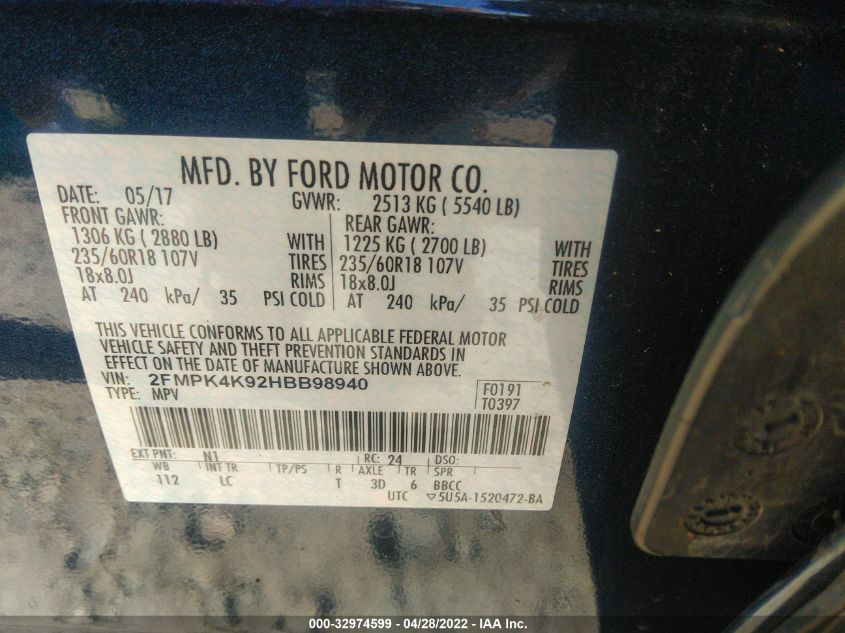 MFD. BY FORD MOTOR CO.
DATE: 05/17 GVWR: 2513 KG ( 5540 LB)
FRONT GAWR: REAR GAWR:
1306 KG ( 2880 LB) WITH 1225 KG ( 2700 LB) WITH
235/60R18 107V TIRES 235/60R18 107V TIRES
18x8.0J RIMS 18x8.0J RIMS
AT 240 kPa/ 35 PSI COLD AT 240 kPa/ 35 PSI COLD
THIS VEHICLE CONFORMS TO ALL APPLICABLE FEDERAL MOTOR
VEHICLE SAFETY AND THEFT PREVENTION STANDARDS IN
EFFECT ON THE DATE OF MANUFACTURE SHOWN ABOVE.
VIN: 2FMPK4K92HBB98940 F0191
TYPE: MPV T0397
EXT PNT: N1 RC: 24 DSO:
WB INT TR TP/PS R AXLE TR SPR
112 LC T 3D 6 BBCC
UTC ▽5U5A-1520472-BA
000-32974599 - 04/28/2022 - IAA Inc.